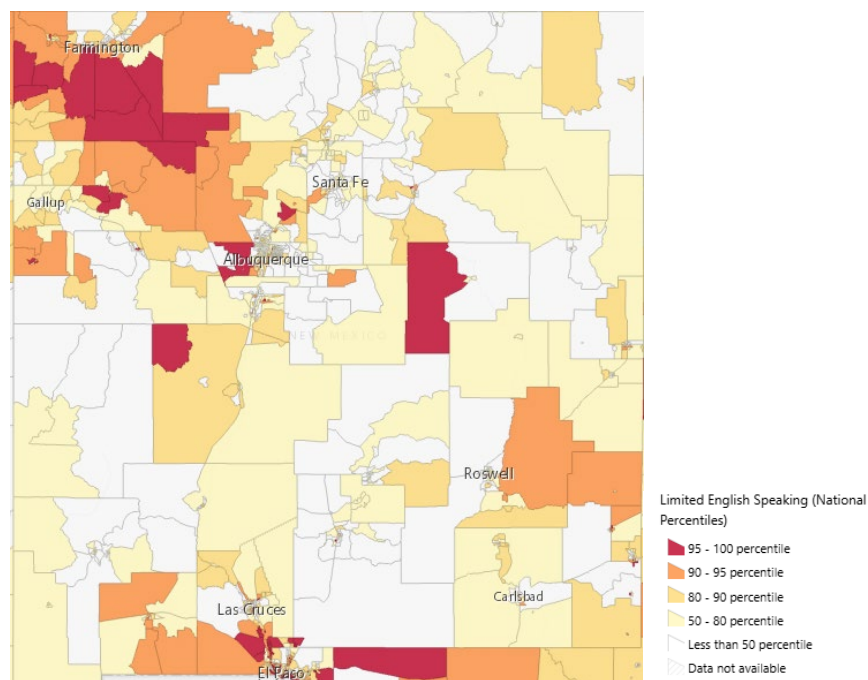 Farmington
Santa Fe
Gallup
Albuquerque
NEW MEXICO
Roswell
Las Cruces
Carlsbad
El Paso
Limited English Speaking (National
Percentiles)
95 - 100 percentile
90 - 95 percentile
80 - 90 percentile
50 - 80 percentile
Less than 50 percentile
Data not available